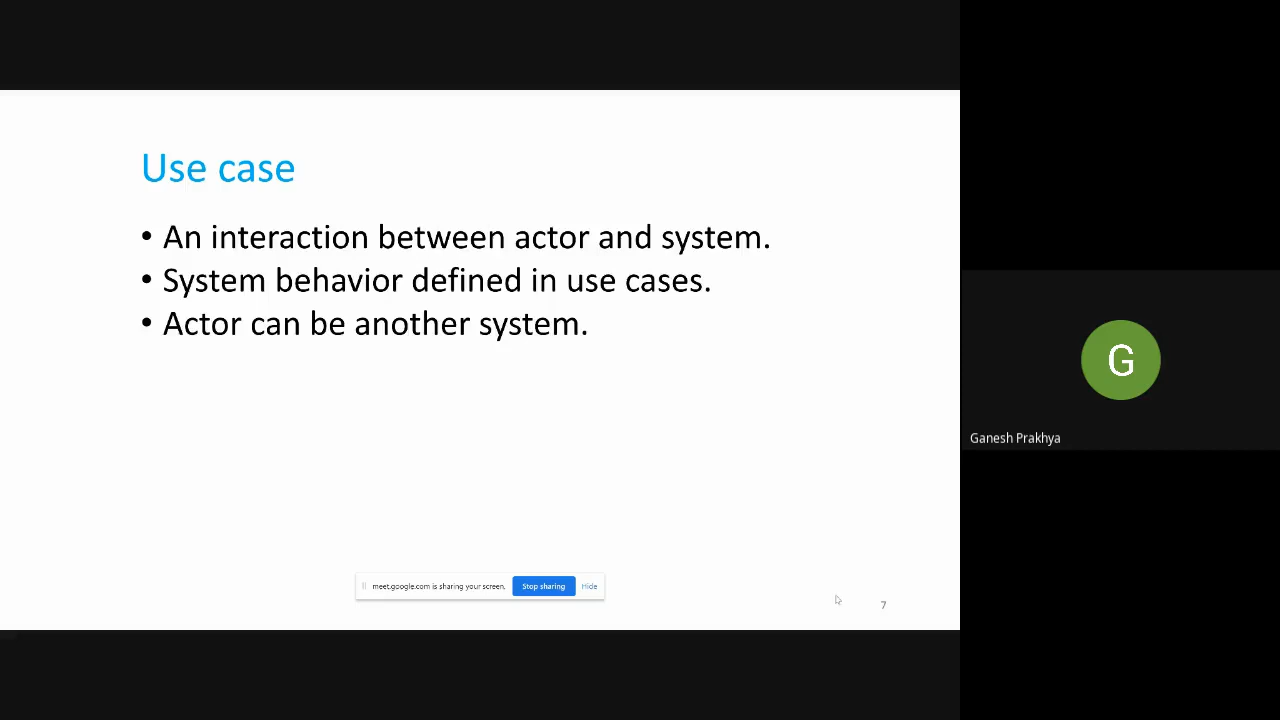 Use case
• An interaction between actor and system.
• System behavior defined in use cases.
• Actor can be another system.
meet.google.com is sharing your screen. Stop sharing Hide
7
G
Ganesh Prakhya